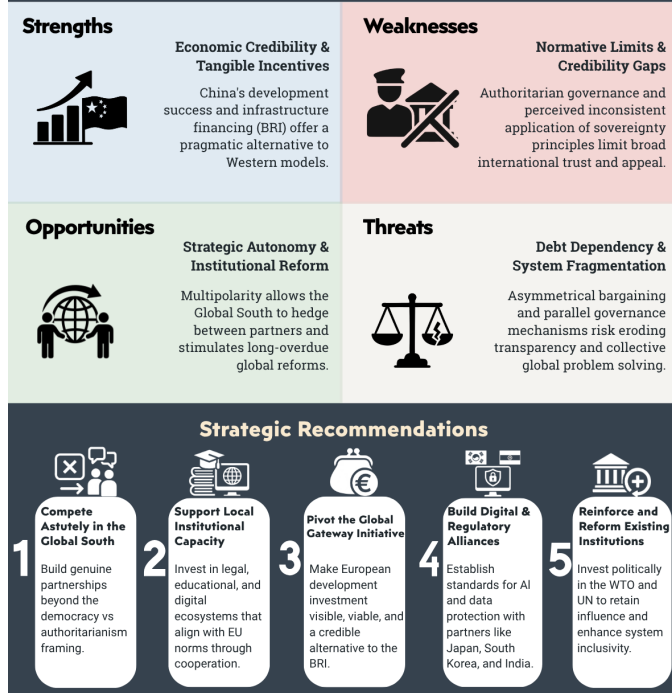 Strengths
Economic Credibility &
Tangible Incentives
China's development
success and infrastructure
financing (BRI) offer a
pragmatic alternative to
Western models.
Weaknesses
Normative Limits &
Credibility Gaps
Authoritarian governance and
perceived inconsistent
application of sovereignty
principles limit broad
international trust and appeal.
Opportunities
Strategic Autonomy &
Institutional Reform
Multipolarity allows the
Global South to hedge
between partners and
stimulates long-overdue
global reforms.
Threats
Debt Dependency &
System Fragmentation
Asymmetrical bargaining
and parallel governance
mechanisms risk eroding
transparency and collective
global problem solving.
Strategic Recommendations
1
Compete
Astutely in the
Global South
Build genuine
partnerships
beyond the
democracy vs
authoritarianism
framing.
2
Support Local
Institutional
Capacity
Invest in legal,
educational, and
digital
ecosystems that
align with EU
norms through
cooperation.
3
Pivot the Global
Gateway Initiative
Make European
development
investment
visible, viable, and
a credible
alternative to the
BRI.
4
Build Digital &
Regulatory
Alliances
Establish
standards for AI
and data
protection with
partners like
Japan, South
Korea, and India.
5
Reinforce and
Reform Existing
Institutions
Invest politically
in the WTO and
UN to retain
influence and
enhance system
inclusivity.